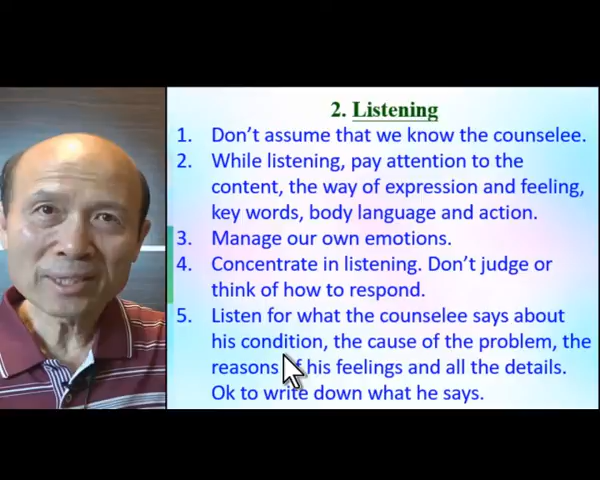 2. Listening
1. Don't assume that we know the counselee.
2. While listening, pay attention to the
content, the way of expression and feeling,
key words, body language and action.
3. Manage our own emotions.
4. Concentrate in listening. Don't judge or
think of how to respond.
5. Listen for what the counselee says about
his condition, the cause of the problem, the
reasons of his feelings and all the details.
Ok to write down what he says.